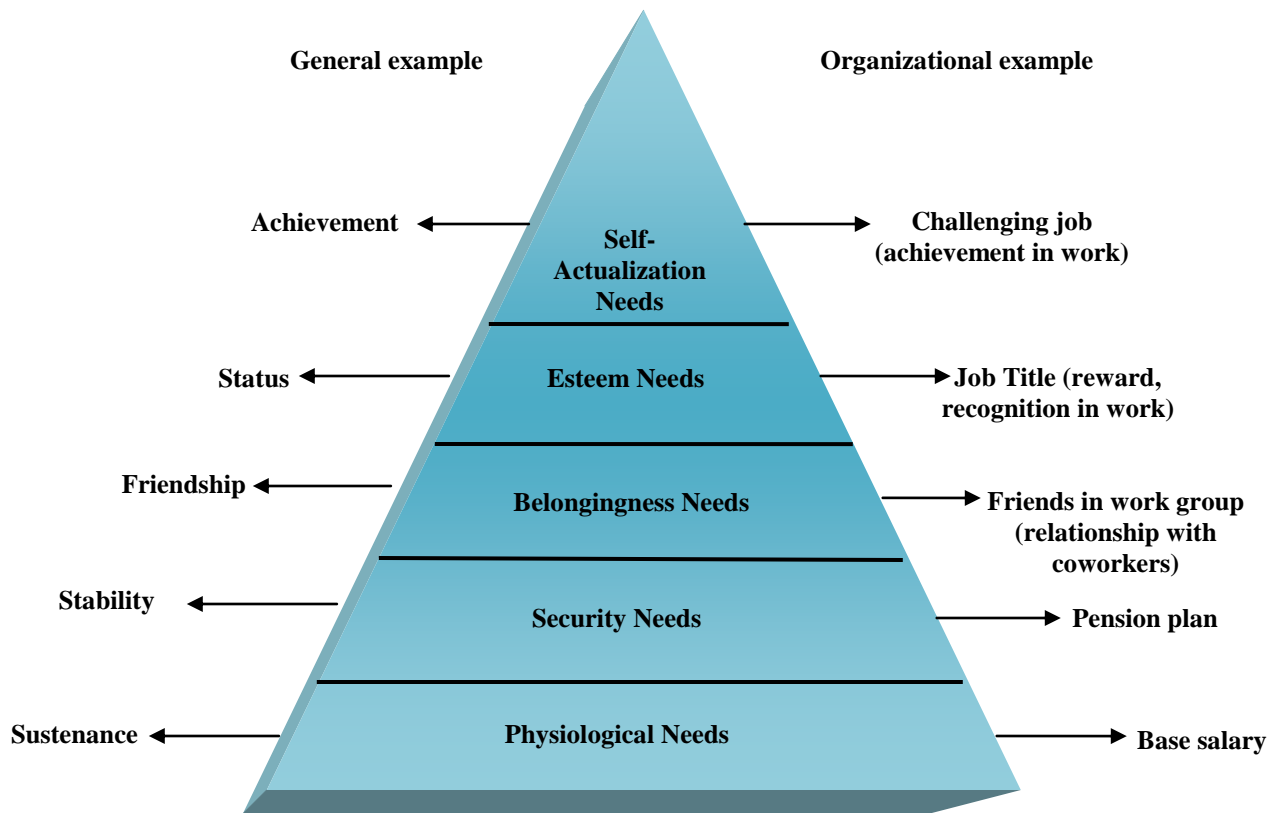 General example
Organizational example
Achievement
Challenging job
(achievement in work)
Self-
Actualization
Needs
Status
Esteem Needs
Job Title (reward,
recognition in work)
Friendship
Belongingness Needs
Friends in work group
(relationship with
coworkers)
Stability
Security Needs
Pension plan
Sustenance
Physiological Needs
Base salary